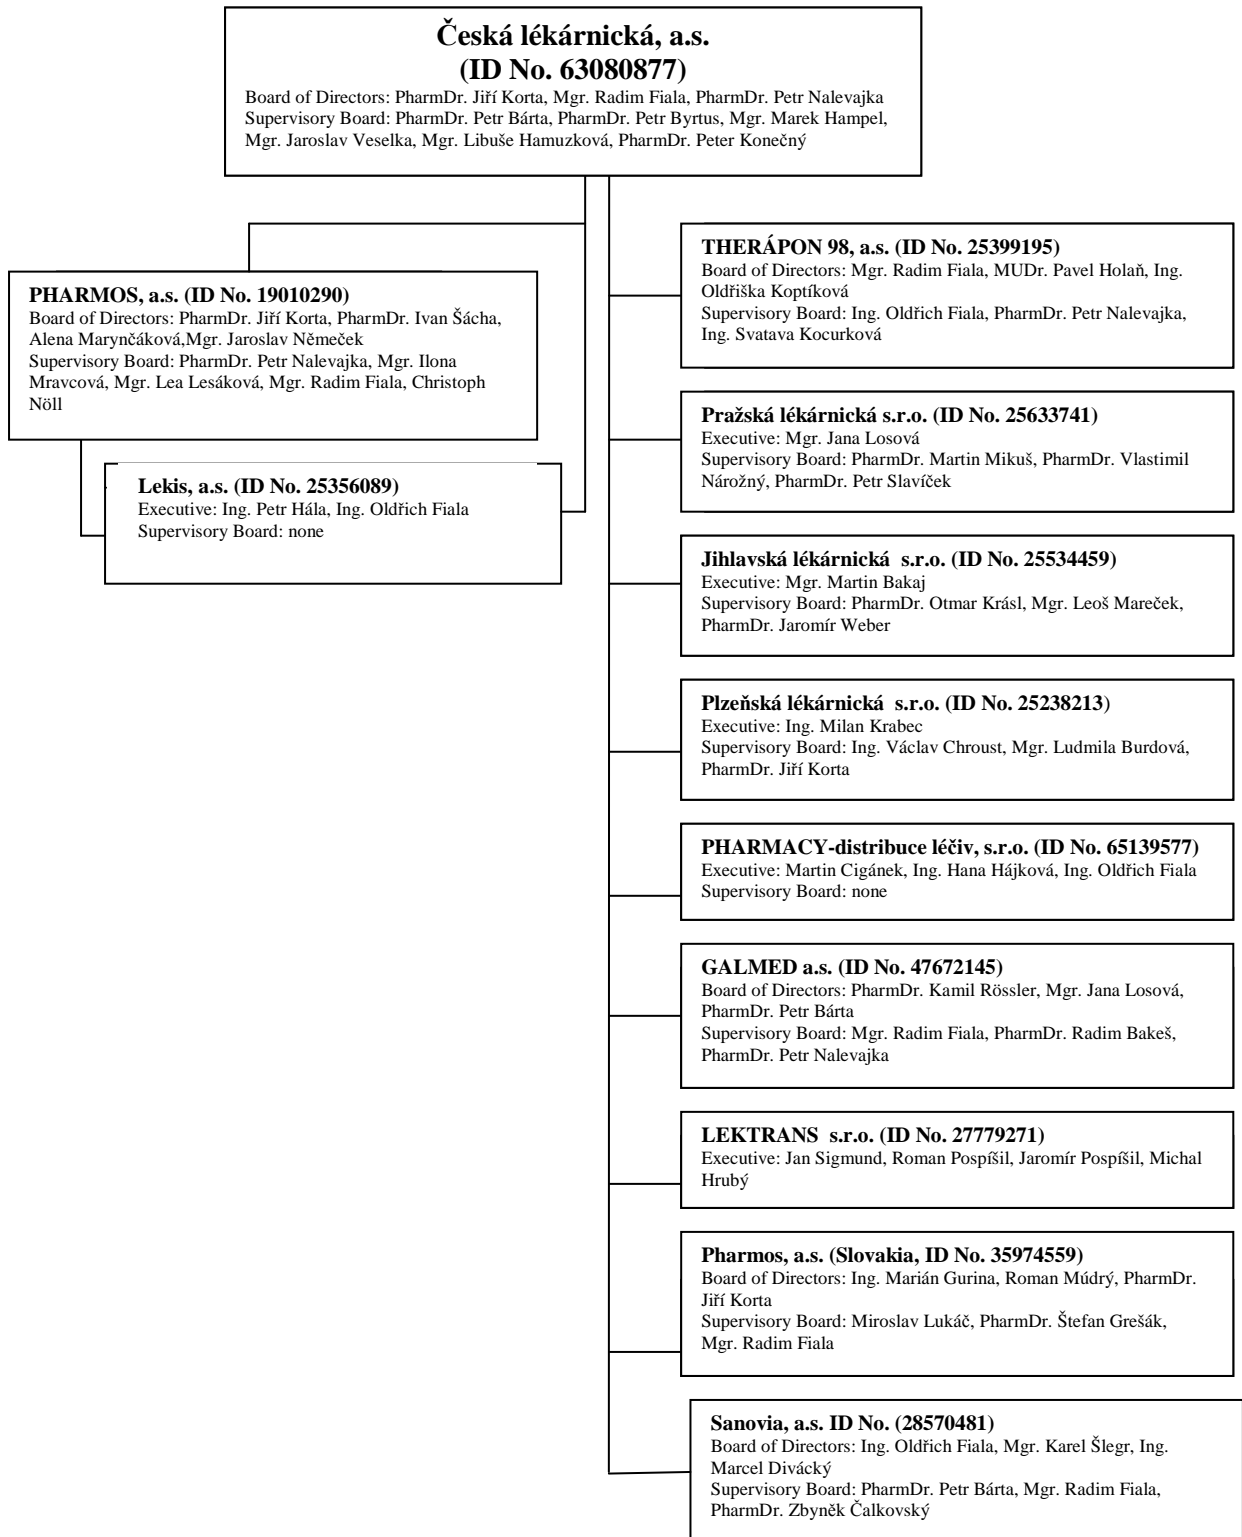 Česká lékárnická, a.s.
(ID No. 63080877)
Board of Directors: PharmDr. Jiří Korta, Mgr. Radim Fiala, PharmDr. Petr Nalevajka
Supervisory Board: PharmDr. Petr Bárta, PharmDr. Petr Byrtus, Mgr. Marek Hampel,
Mgr. Jaroslav Veselka, Mgr. Libuše Hamuzková, PharmDr. Peter Konečný
PHARMOS, a.s. (ID No. 19010290)
Board of Directors: PharmDr. Jiří Korta, PharmDr. Ivan Šácha,
Alena Marynčáková,Mgr. Jaroslav Němeček
Supervisory Board: PharmDr. Petr Nalevajka, Mgr. Ilona
Mravcová, Mgr. Lea Lesáková, Mgr. Radim Fiala, Christoph
Nöll
Lekis, a.s. (ID No. 25356089)
Executive: Ing. Petr Hála, Ing. Oldřich Fiala
Supervisory Board: none
THERÁPON 98, a.s. (ID No. 25399195)
Board of Directors: Mgr. Radim Fiala, MUDr. Pavel Holaň, Ing.
Oldřiška Koptíková
Supervisory Board: Ing. Oldřich Fiala, PharmDr. Petr Nalevajka,
Ing. Svatava Kocurková
Pražská lékárnická s.r.o. (ID No. 25633741)
Executive: Mgr. Jana Losová
Supervisory Board: PharmDr. Martin Mikuš, PharmDr. Vlastimil
Nárožný, PharmDr. Petr Slavíček
Jihlavská lékárnická s.r.o. (ID No. 25534459)
Executive: Mgr. Martin Bakaj
Supervisory Board: PharmDr. Otmar Krásl, Mgr. Leoš Mareček,
PharmDr. Jaromír Weber
Plzeňská lékárnická s.r.o. (ID No. 25238213)
Executive: Ing. Milan Krabec
Supervisory Board: Ing. Václav Chroust, Mgr. Ludmila Burdová,
PharmDr. Jiří Korta
PHARMACY-distribuce léčiv, s.r.o. (ID No. 65139577)
Executive: Martin Cigánek, Ing. Hana Hájková, Ing. Oldřich Fiala
Supervisory Board: none
GALMED a.s. (ID No. 47672145)
Board of Directors: PharmDr. Kamil Rössler, Mgr. Jana Losová,
PharmDr. Petr Bárta
Supervisory Board: Mgr. Radim Fiala, PharmDr. Radim Bakeš,
PharmDr. Petr Nalevajka
LEKTRANS s.r.o. (ID No. 27779271)
Executive: Jan Sigmund, Roman Pospíšil, Jaromír Pospíšil, Michal
Hrubý
Pharmos, a.s. (Slovakia, ID No. 35974559)
Board of Directors: Ing. Marián Gurina, Roman Múdrý, PharmDr.
Jiří Korta
Supervisory Board: Miroslav Lukáč, PharmDr. Štefan Grešák,
Mgr. Radim Fiala
Sanovia, a.s. ID No. (28570481)
Board of Directors: Ing. Oldřich Fiala, Mgr. Karel Šlegr, Ing.
Marcel Divácký
Supervisory Board: PharmDr. Petr Bárta, Mgr. Radim Fiala,
PharmDr. Zbyněk Čalkovský